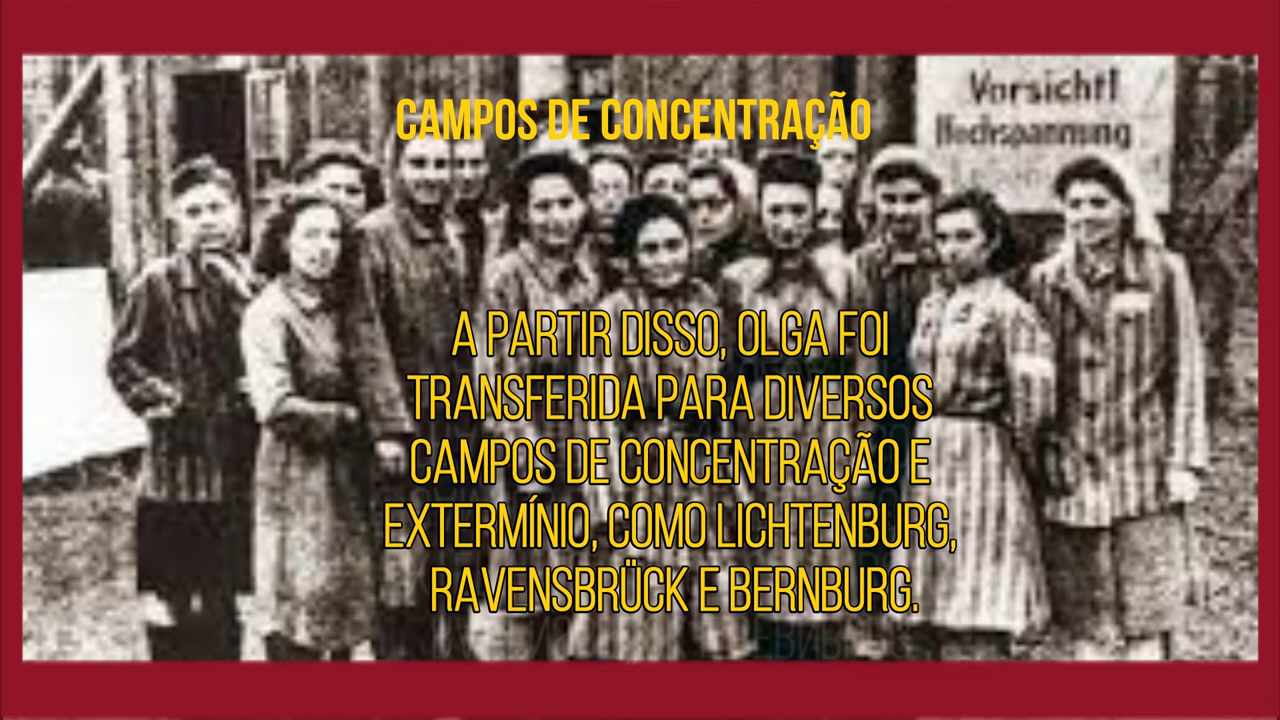 Vorsicht!
Hochspannung
CAMPOS DE CONCENTRAÇÃO
A PARTIR DISSO, OLGA FOI
TRANSFERIDA PARA DIVERSOS
CAMPOS DE CONCENTRAÇÃO E
EXTERMÍNIO, COMO LICHTENBURG,
RAVENSBRÜCK E BERNBURG.